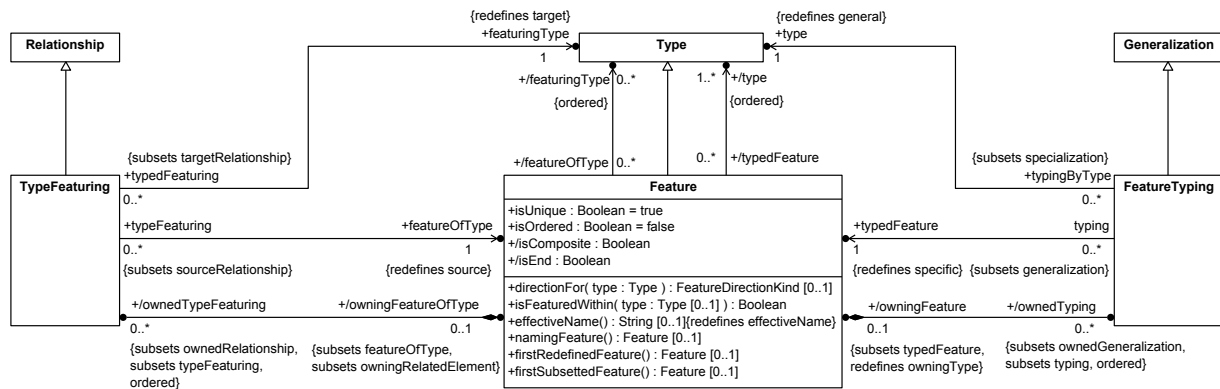 {redefines target}
{redefines general}
+featuringType
+type
Relationship
Type
Generalization
1
1
+/featuringType 0..*
1..* +/type
{ordered}
{ordered}
{subsets targetRelationship}
+/featureOfType 0..*
0..* +/typedFeature
{subsets specialization}
+typedFeaturing
+typingByType
TypeFeaturing
Feature
FeatureTyping
0..*
0..*
+isUnique : Boolean = true
+isOrdered : Boolean = false
+/isComposite : Boolean
+/isEnd : Boolean
+typeFeaturing
+featureOfType
+typedFeature
typing
0..*
1
1
0..*
{subsets sourceRelationship}
{redefines source}
{redefines specific}
{subsets generalization}
+directionFor( type : Type ) : FeatureDirectionKind [0..1]
+isFeaturedWithin( type : Type [0..1] ) : Boolean
+effectiveName() : String [0..1]{redefines effectiveName}
+namingFeature() : Feature [0..1]
+firstRedefinedFeature() : Feature [0..1]
+firstSubsettedFeature() : Feature [0..1]
+/ownedTypeFeaturing
+/owningFeatureOfType
+/owningFeature
+/ownedTyping
0..*
0..1
0..1
0..*
{subsets ownedRelationship,
subsets typeFeaturing,
ordered}
{subsets featureOfType,
subsets owningRelatedElement}
{subsets typedFeature,
redefines owningType}
{subsets ownedGeneralization,
subsets typing, ordered}